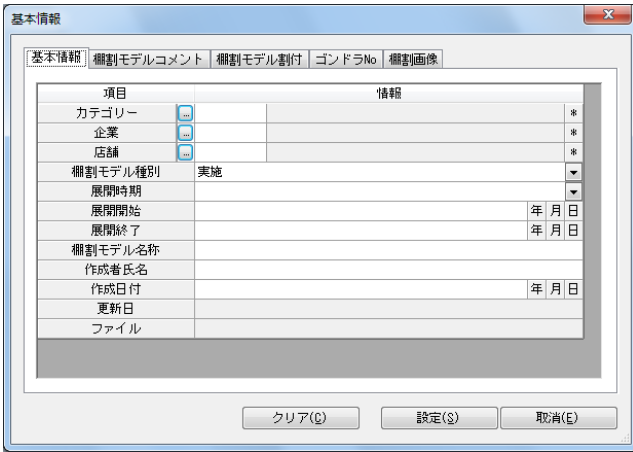 基本情報
基本情報 棚割モデルコメント 棚割モデル割付 ゴンドラNo 棚割画像
項目 情報
カテゴリー ... *
企業 ... *
店舗 ... *
棚割モデル種別 実施
展開時期
展開開始 年 月 日
展開終了 年 月 日
棚割モデル名称
作成者氏名
作成日付 年 月 日
更新日
ファイル
クリア(C) 設定(S) 取消(E)